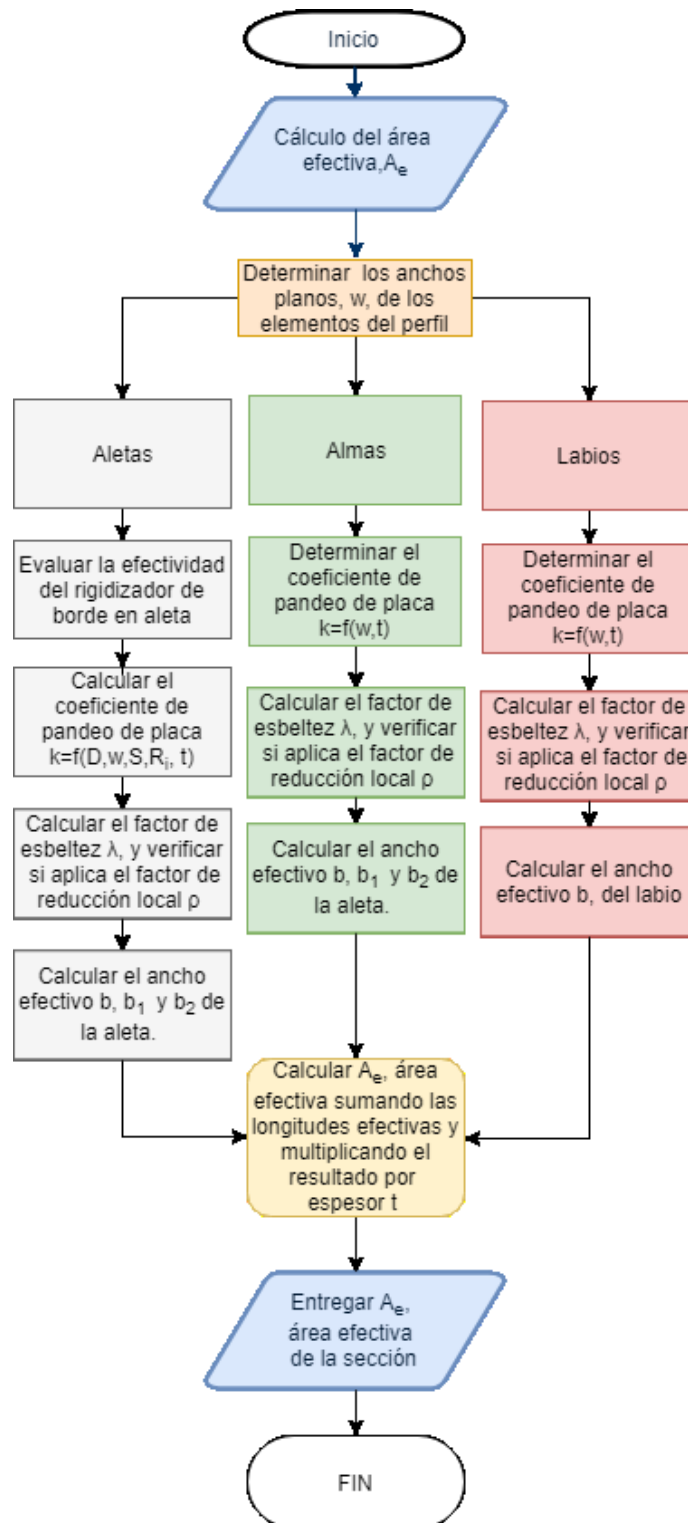 Inicio
Cálculo del área
efectiva,Ae
Determinar los anchos
planos, w, de los
elementos del perfil
Aletas
Evaluar la efectividad
del rigidizador de
borde en aleta
Calcular el
coeficiente de
pandeo de placa
k=f(D,w,S,Ri, t)
Calcular el factor de
esbeltez λ, y verificar
si aplica el factor de
reducción local ρ
Calcular el ancho
efectivo b, b1 y b2 de
la aleta.
Almas
Determinar el
coeficiente de
pandeo de placa
k=f(w,t)
Calcular el factor de
esbeltez λ, y verificar
si aplica el factor de
reducción local ρ
Calcular el ancho
efectivo b, b1 y b2 de
la aleta.
Labios
Determinar el
coeficiente de
pandeo de placa
k=f(w,t)
Calcular el factor de
esbeltez λ, y verificar
si aplica el factor de
reducción local ρ
Calcular el ancho
efectivo b, del labio
Calcular Ae, área
efectiva sumando las
longitudes efectivas y
multiplicando el
resultado por
espesor t
Entregar Ae,
área efectiva
de la sección
FIN